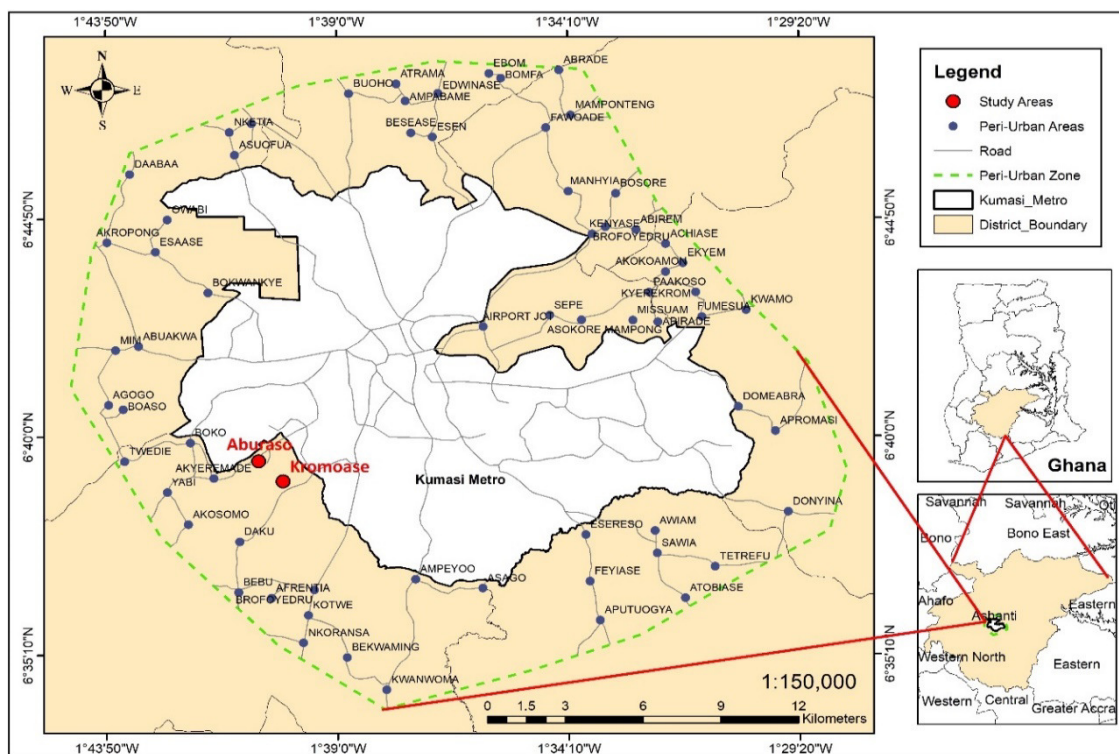 1°43'50"W
1°39'0"W
1°34'10"W
1°29'20"W
N
W
E
S
6°44'50"N
6°40'0"N
6°35'10"N
EBOM
ABRADE
ATRAMA
BOMFA
BUOHO
EDWINASE
AMPABAME
MAMPONTENG
NKETIA
BESEASE
ESEN
FAWOADE
ASUOFUA
DAABAA
MANHYIA
BOSORE
OWABI
KENYASE
ABIREM
AKROPONG
BROFOYEDRU
ACHIASE
ESAASE
EKYEM
AKOKOAMON
PAAKOSO
BOKWANKYE
KYEREKROM
KWAMO
SEPE
MISSUAM
FUMESUA
AIRPORT JCT
ASOKORE MAMPONG
ABIRADE
MIM
ABUAKWA
DOMEABRA
AGOGO
BOASO
APROMASI
BOKO
Aburaso
TWEDIE
AKYEREMADE
Kromoase
Kumasi Metro
YABI
DONYINA
AKOSOMO
DAKU
ESERESO
AWIAM
SAWIA
TETREFU
AMPEYOO
ASAGO
FEYIASE
BEBU
AFRENTIA
ATOBIASE
BROFOYEDRU
KOTWE
APUTUOGYA
NKORANSA
BEKWAMING
KWANWOMA
1:150,000
0 1.5 3 6 9 12
Kilometers
6°44'50"N
6°40'0"N
6°35'10"N
1°43'50"W
1°39'0"W
1°34'10"W
1°29'20"W
Legend
Study Areas
Peri-Urban Areas
Road
Peri-Urban Zone
Kumasi_Metro
District_Boundary
Ghana
Savannah
Savannah
Bono
Bono East
Ahafo
Ashanti
Eastern
Western North
Eastern
Western
Central
Greater Accra